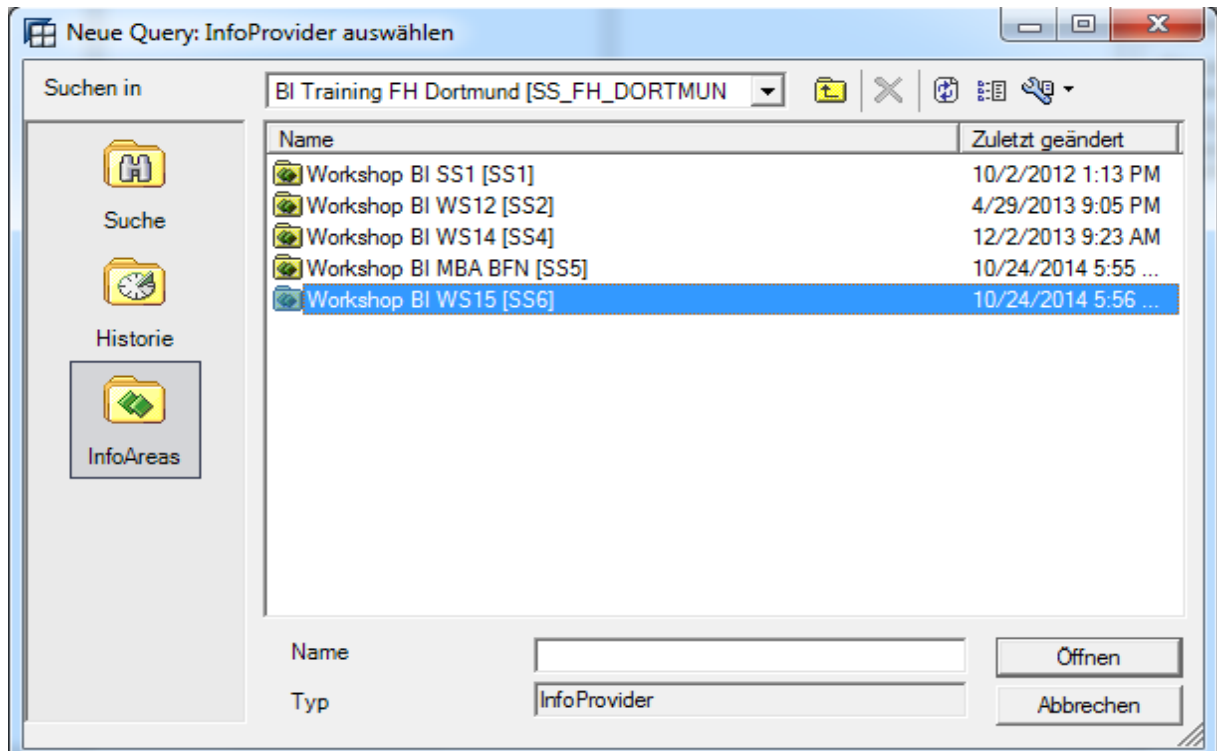 Neue Query: InfoProvider auswählen
Suchen in
BI Training FH Dortmund [SS_FH_DORTMUN
Name Zuletzt geändert
Workshop BI SS1 [SS1] 10/2/2012 1:13 PM
Workshop BI WS12 [SS2] 4/29/2013 9:05 PM
Workshop BI WS14 [SS4] 12/2/2013 9:23 AM
Workshop BI MBA BFN [SS5] 10/24/2014 5:55 ...
Workshop BI WS15 [SS6] 10/24/2014 5:56 ...
Suche
Historie
InfoAreas
Name
Öffnen
Typ InfoProvider
Abbrechen